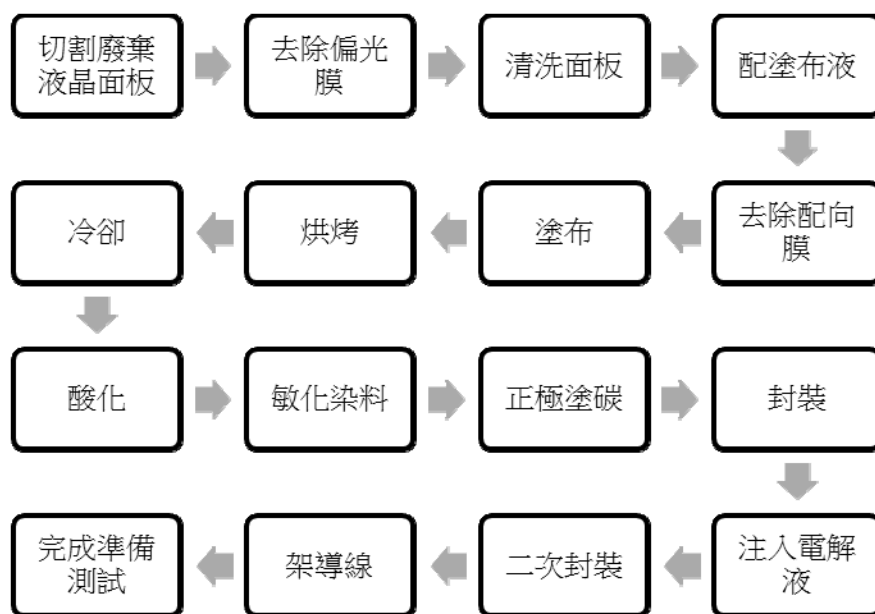 切割廢棄
液晶面板
去除偏光
膜
清洗面板
配塗布液
去除配向
膜
塗布
烘烤
冷卻
酸化
敏化染料
正極塗碳
封裝
注入電解
液
二次封裝
架導線
完成準備
測試